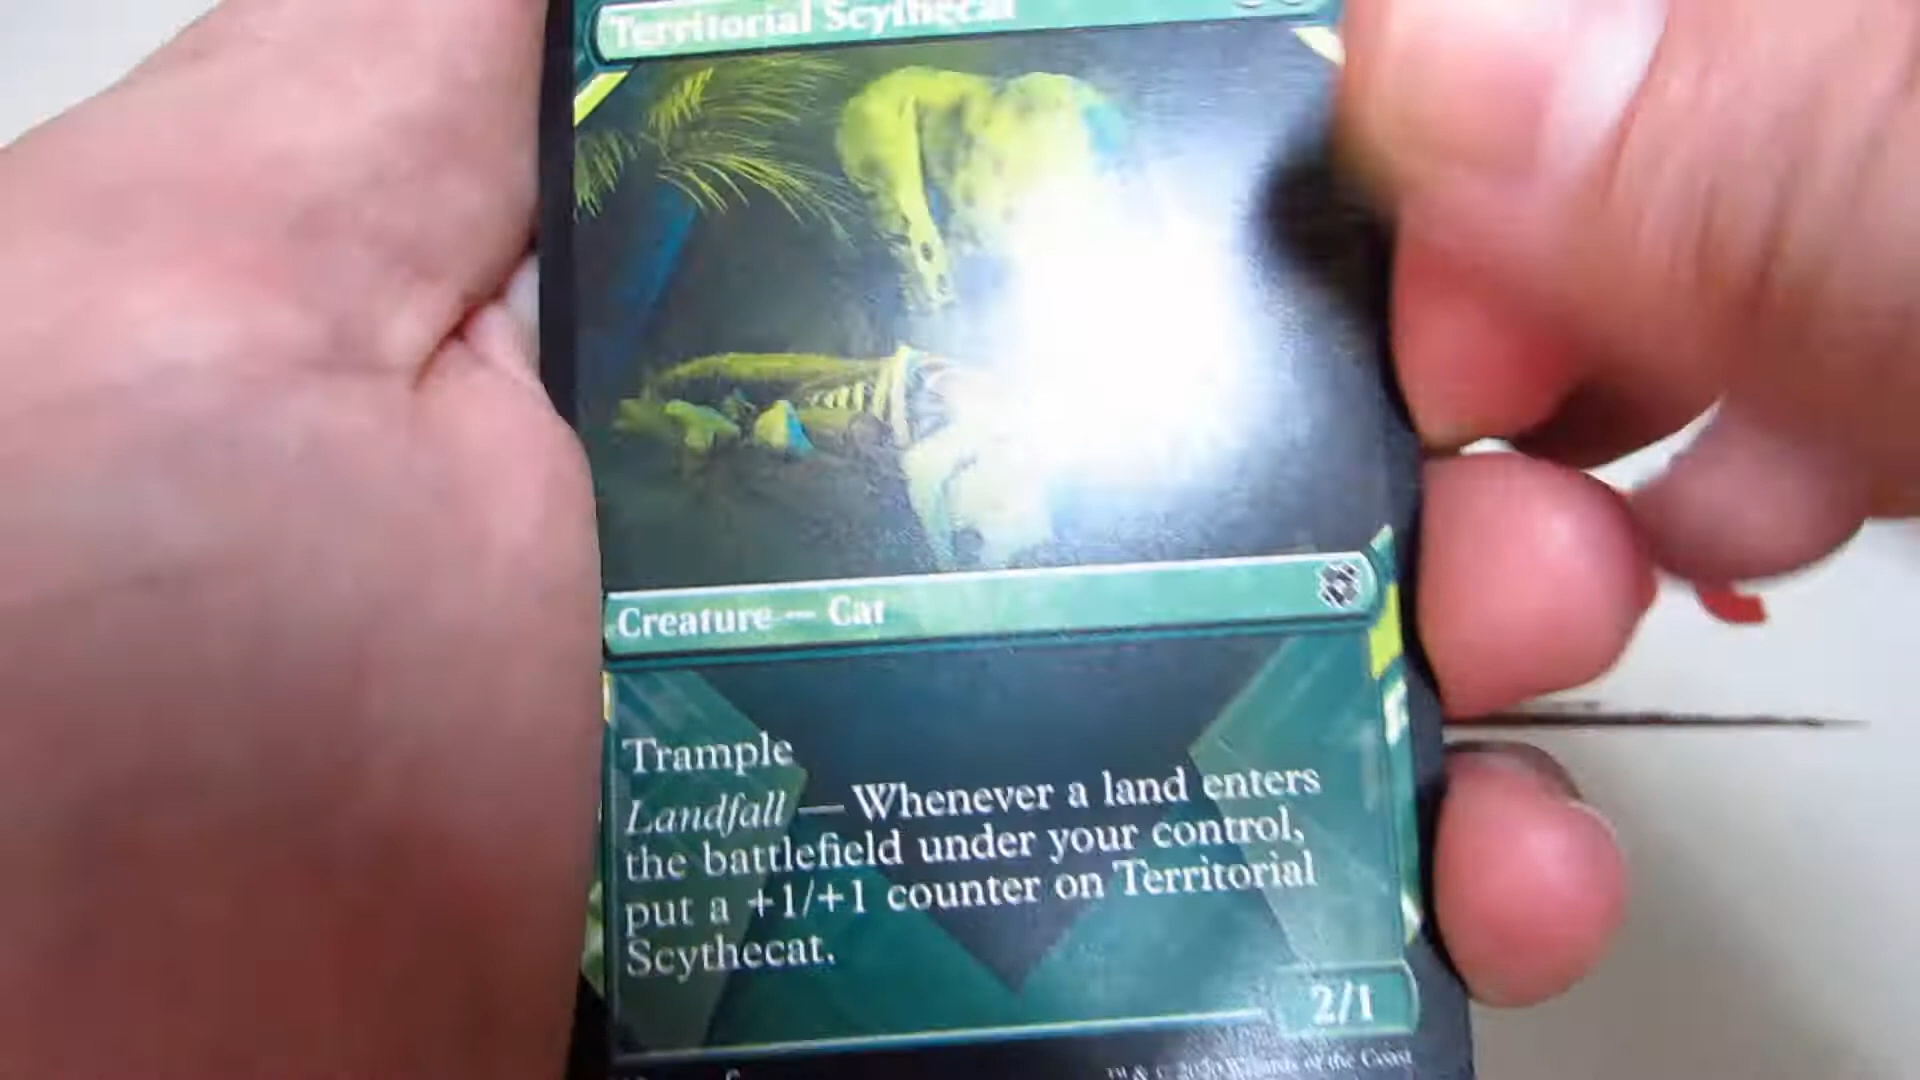 Territorial Scythecat
Creature — Cat
Trample
Landfall — Whenever a land enters
the battlefield under your control,
put a +1/+1 counter on Territorial
Scythecat.
2/1
™ & © 2020 Wizards of the Coast